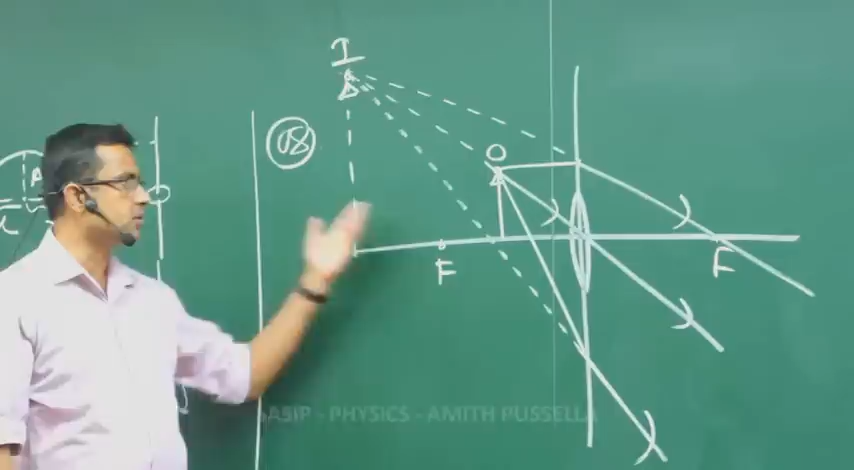 I
08
O
F
F
ASIP - PHYSICS - AMITH PUSSELLA